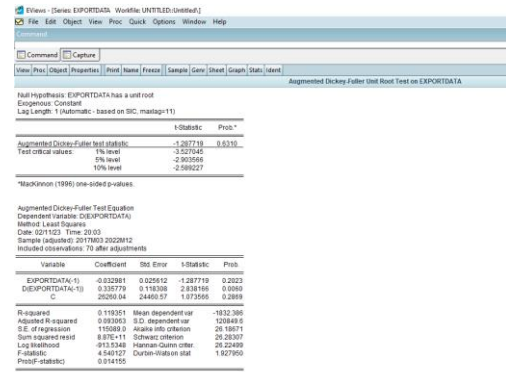 EViews - [Series: EXPORTDATA Workfile: UNTITLED::Untitled\]
File Edit Object View Proc Quick Options Window Help
Command
Command Capture
View Proc Object Properties Print Name Freeze Sample Genr Sheet Graph Stats Ident
Augmented Dickey-Fuller Unit Root Test on EXPORTDATA
Null Hypothesis: EXPORTDATA has a unit root
Exogenous: Constant
Lag Length: 1 (Automatic - based on SIC, maxlag=11)
t-Statistic Prob.*
Augmented Dickey-Fuller test statistic -1.287719 0.6310
Test critical values: 1% level -3.527045
5% level -2.903566
10% level -2.589227
*MacKinnon (1996) one-sided p-values.
Augmented Dickey-Fuller Test Equation
Dependent Variable: D(EXPORTDATA)
Method: Least Squares
Date: 02/11/23 Time: 20:03
Sample (adjusted): 2017M03 2022M12
Included observations: 70 after adjustments
Variable Coefficient Std. Error t-Statistic Prob.
EXPORTDATA(-1) -0.032981 0.025612 -1.287719 0.2023
D(EXPORTDATA(-1)) 0.335779 0.118308 2.838166 0.0060
C 26260.04 24460.57 1.073566 0.2869
R-squared 0.119351 Mean dependent var -1832.386
Adjusted R-squared 0.093063 S.D. dependent var 120849.6
S.E. of regression 115089.0 Akaike info criterion 26.18671
Sum squared resid 8.87E+11 Schwarz criterion 26.28307
Log likelihood -913.5348 Hannan-Quinn criter. 26.22499
F-statistic 4.540127 Durbin-Watson stat 1.927950
Prob(F-statistic) 0.014155